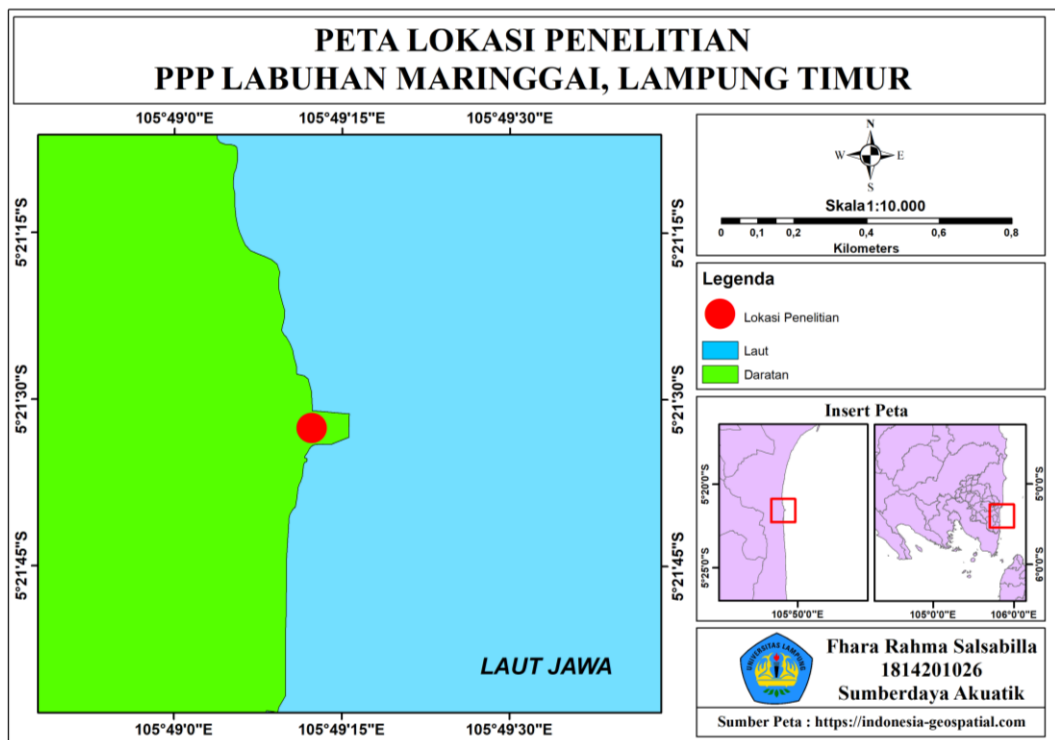 PETA LOKASI PENELITIAN
PPP LABUHAN MARINGGAI, LAMPUNG TIMUR
105°49'0"E 105°49'15"E 105°49'30"E
5°21'15"S
5°21'30"S
5°21'45"S
LAUT JAWA
5°21'15"S
5°21'30"S
5°21'45"S
105°49'0"E 105°49'15"E 105°49'30"E
N
W E
S
Skala1:10.000
0 0,1 0,2 0,4 0,6 0,8
Kilometers
Legenda
Lokasi Penelitian
Laut
Daratan
Insert Peta
5°20'0"S
5°25'0"S
105°50'0"E
5°0'0"S
6°0'0"S
105°0'0"E 106°0'0"E
UNIVERSITAS LAMPUNG
Fhara Rahma Salsabilla
1814201026
Sumberdaya Akuatik
Sumber Peta : https://indonesia-geospatial.com